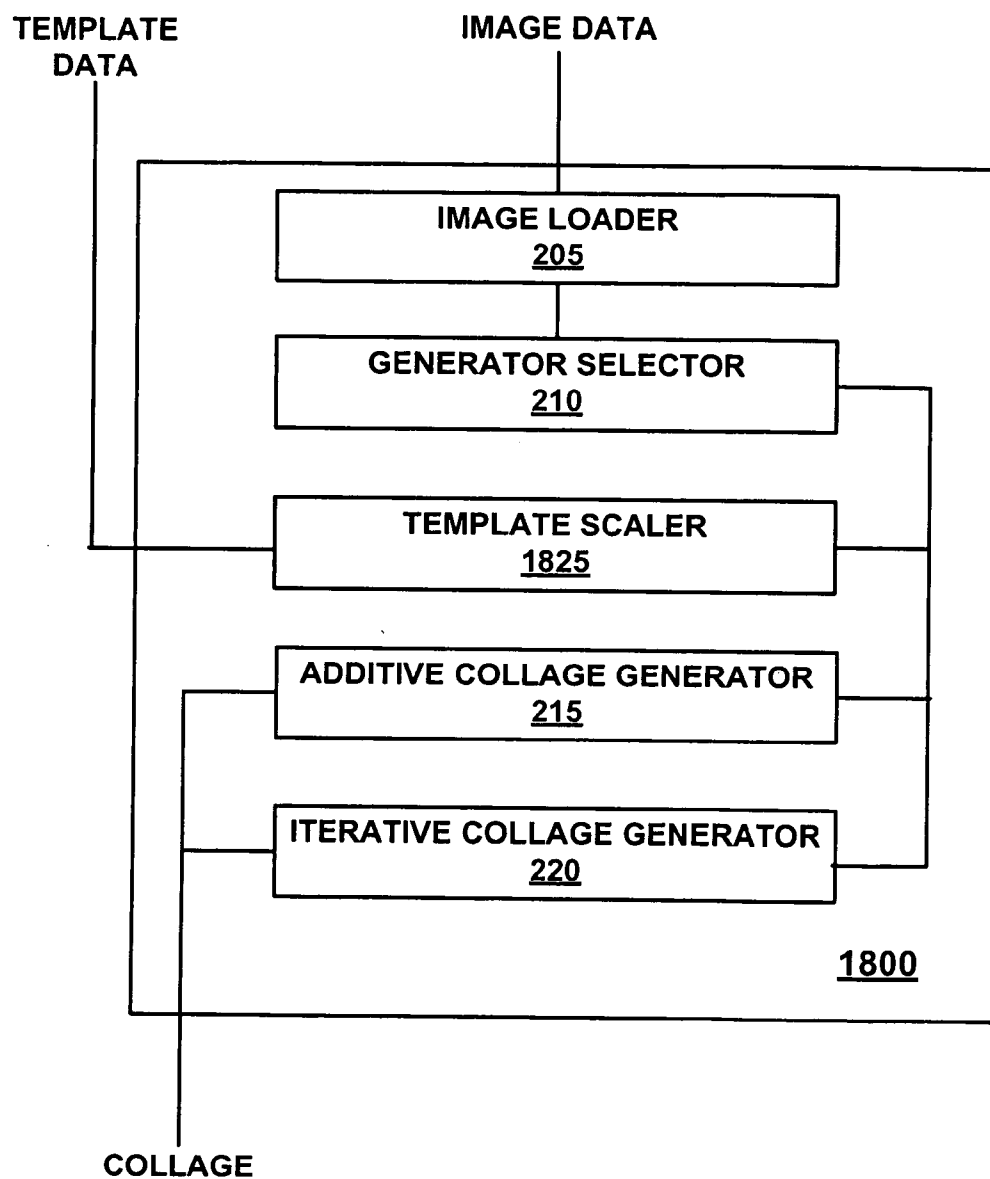 TEMPLATE
DATA
IMAGE DATA
IMAGE LOADER
205
GENERATOR SELECTOR
210
TEMPLATE SCALER
1825
ADDITIVE COLLAGE GENERATOR
215
ITERATIVE COLLAGE GENERATOR
220
1800
COLLAGE